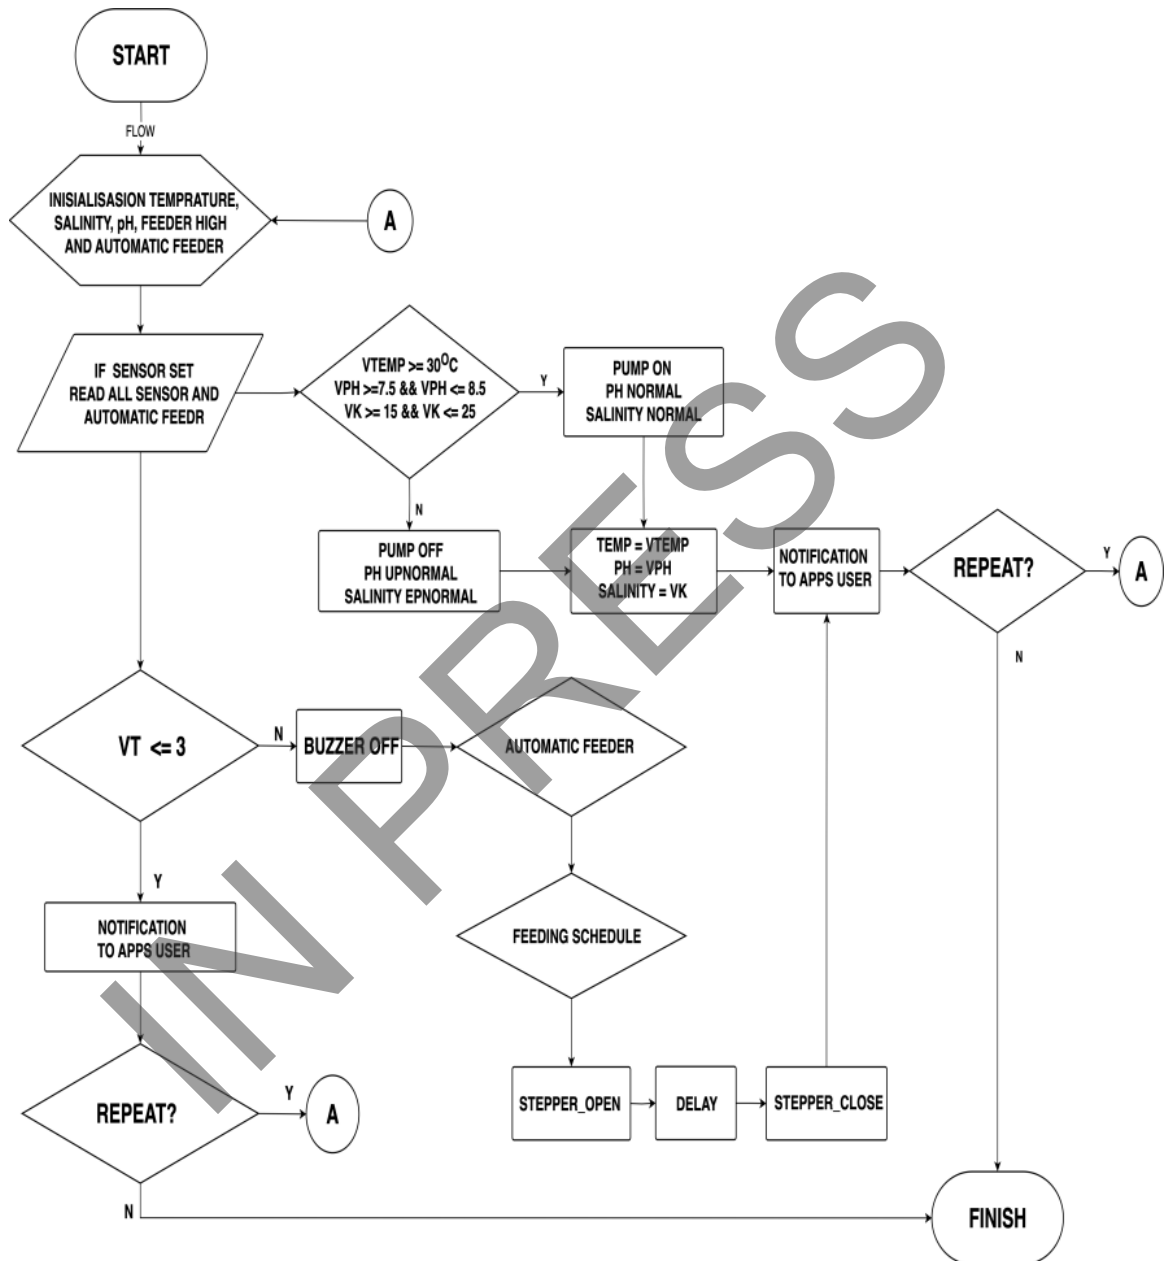 START
FLOW
INISIALISASION TEMPRATURE,
SALINITY, pH, FEEDER HIGH
AND AUTOMATIC FEEDER
A
IF SENSOR SET
READ ALL SENSOR AND
AUTOMATIC FEEDR
VTEMP >= 30⁰C
VPH >=7.5 && VPH <= 8.5
VK >= 15 && VK <= 25
Y
PUMP ON
PH NORMAL
SALINITY NORMAL
N
PUMP OFF
PH UPNORMAL
SALINITY EPNORMAL
TEMP = VTEMP
PH = VPH
SALINITY = VK
NOTIFICATION
TO APPS USER
REPEAT?
Y
A
N
VT <= 3
N
BUZZER OFF
AUTOMATIC FEEDER
Y
NOTIFICATION
TO APPS USER
FEEDING SCHEDULE
REPEAT?
Y
A
STEPPER_OPEN
DELAY
STEPPER_CLOSE
N
FINISH
IN PRESS